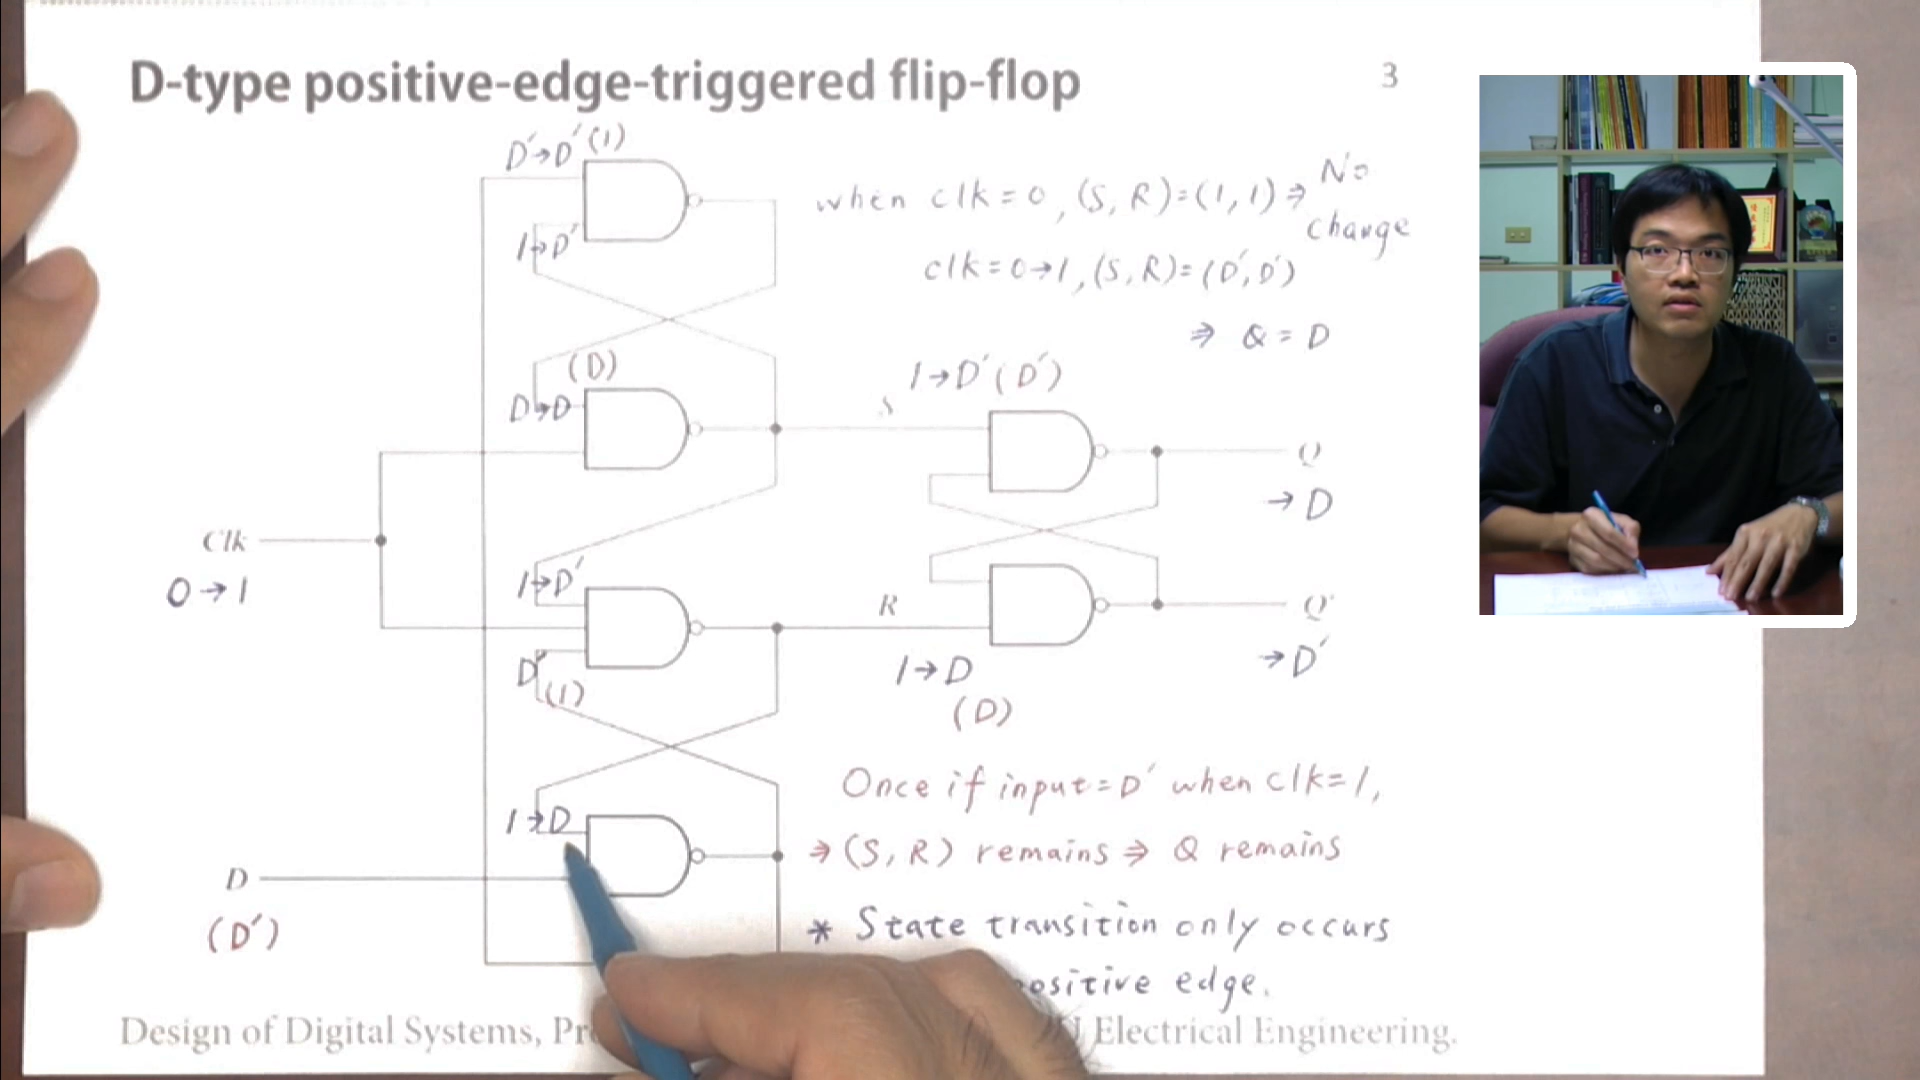 D-type positive-edge-triggered flip-flop
3
D′→D′(1)
1→D′
when clk=0, (S, R)=(1,1)⇒ No change
clk=0→1, (S, R)=(D′,D′)
⇒ Q=D
(D)
D→D
1→D′(D′)
S
Q
→D
Clk
0→1
1→D′
R
Q′
→D′
D′
(1)
1→D
(D)
Once if input=D′ when clk=1,
⇒(S, R) remains⇒ Q remains
1→D
D
(D′)
* State transition only occurs
ositive edge.
Design of Digital Systems, Electrical Engineering.